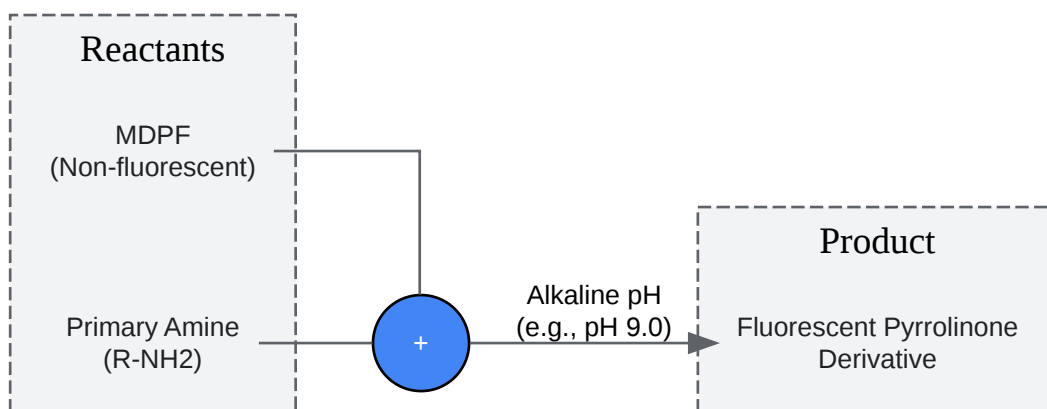 Reactants
MDPF
(Non-fluorescent)
Primary Amine
(R-NH2)
+
Alkaline pH
(e.g., pH 9.0)
Product
Fluorescent Pyrrolinone
Derivative